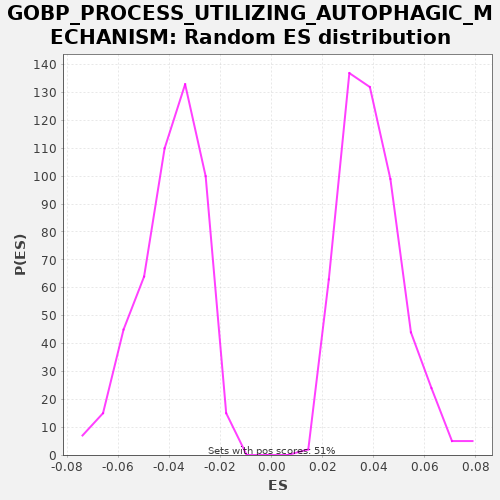 GOBP_PROCESS_UTILIZING_AUTOPHAGIC_M
ECHANISM: Random ES distribution
140
130
120
110
100
90
80
70
60
50
40
30
20
10
0
P(ES)
Sets with pos scores: 51%
-0.08 -0.06 -0.04 -0.02 0.00 0.02 0.04 0.06 0.08
ES